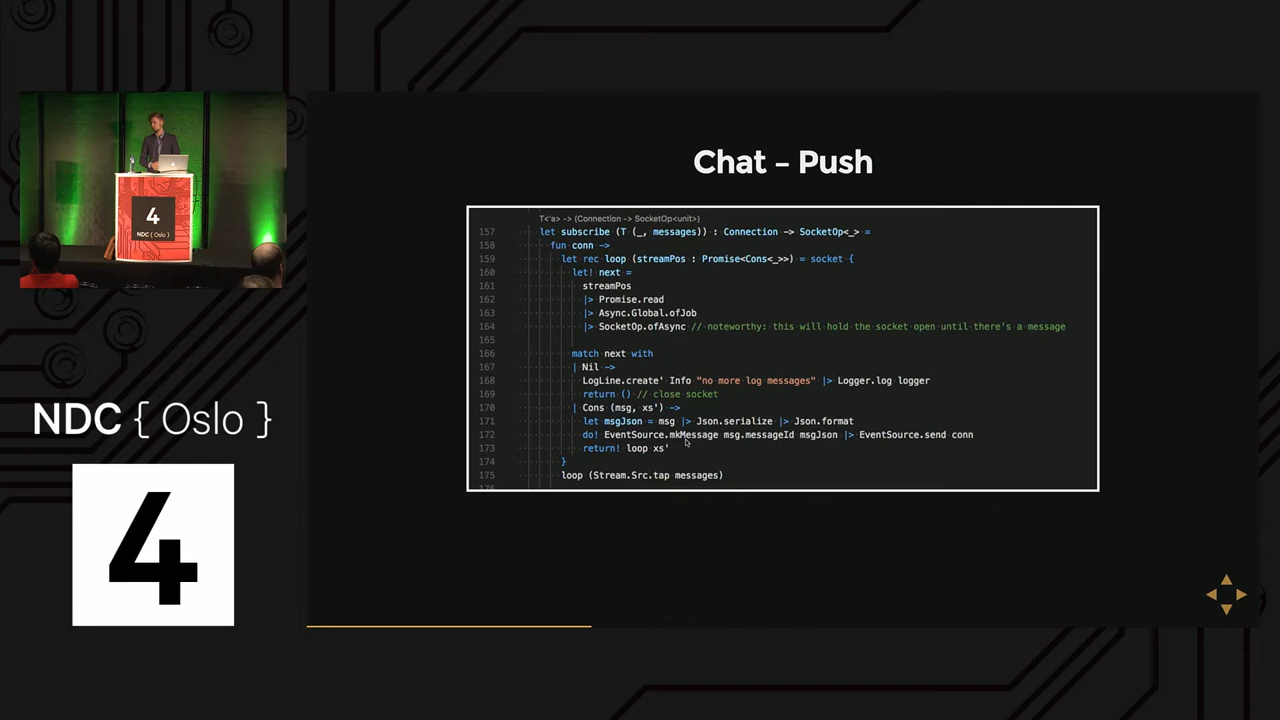 4
NDC { Oslo }
NDC { Oslo }
4
Chat – Push
T<'a> -> (Connection -> SocketOp<unit>)
157 let subscribe (T (_, messages)) : Connection -> SocketOp<_> =
158 fun conn ->
159 let rec loop (streamPos : Promise<Cons<_>>) = socket {
160 let! next =
161 streamPos
162 |> Promise.read
163 |> Async.Global.ofJob
164 |> SocketOp.ofAsync // noteworthy: this will hold the socket open until there's a message
165
166 match next with
167 | Nil ->
168 LogLine.create' Info "no more log messages" |> Logger.log logger
169 return () // close socket
170 | Cons (msg, xs') ->
171 let msgJson = msg |> Json.serialize |> Json.format
172 do! EventSource.mkMessage msg.messageId msgJson |> EventSource.send conn
173 return! loop xs'
174 }
175 loop (Stream.Src.tap messages)